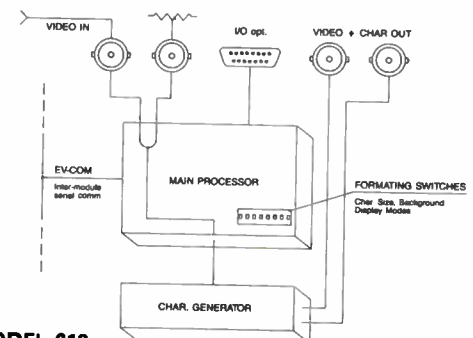 VIDEO IN
I/O opt.
VIDEO + CHAR OUT
EV-COM
Inter-module
serial comm
MAIN PROCESSOR
FORMATING SWITCHES
Char Size, Background
Display Modes
CHAR. GENERATOR